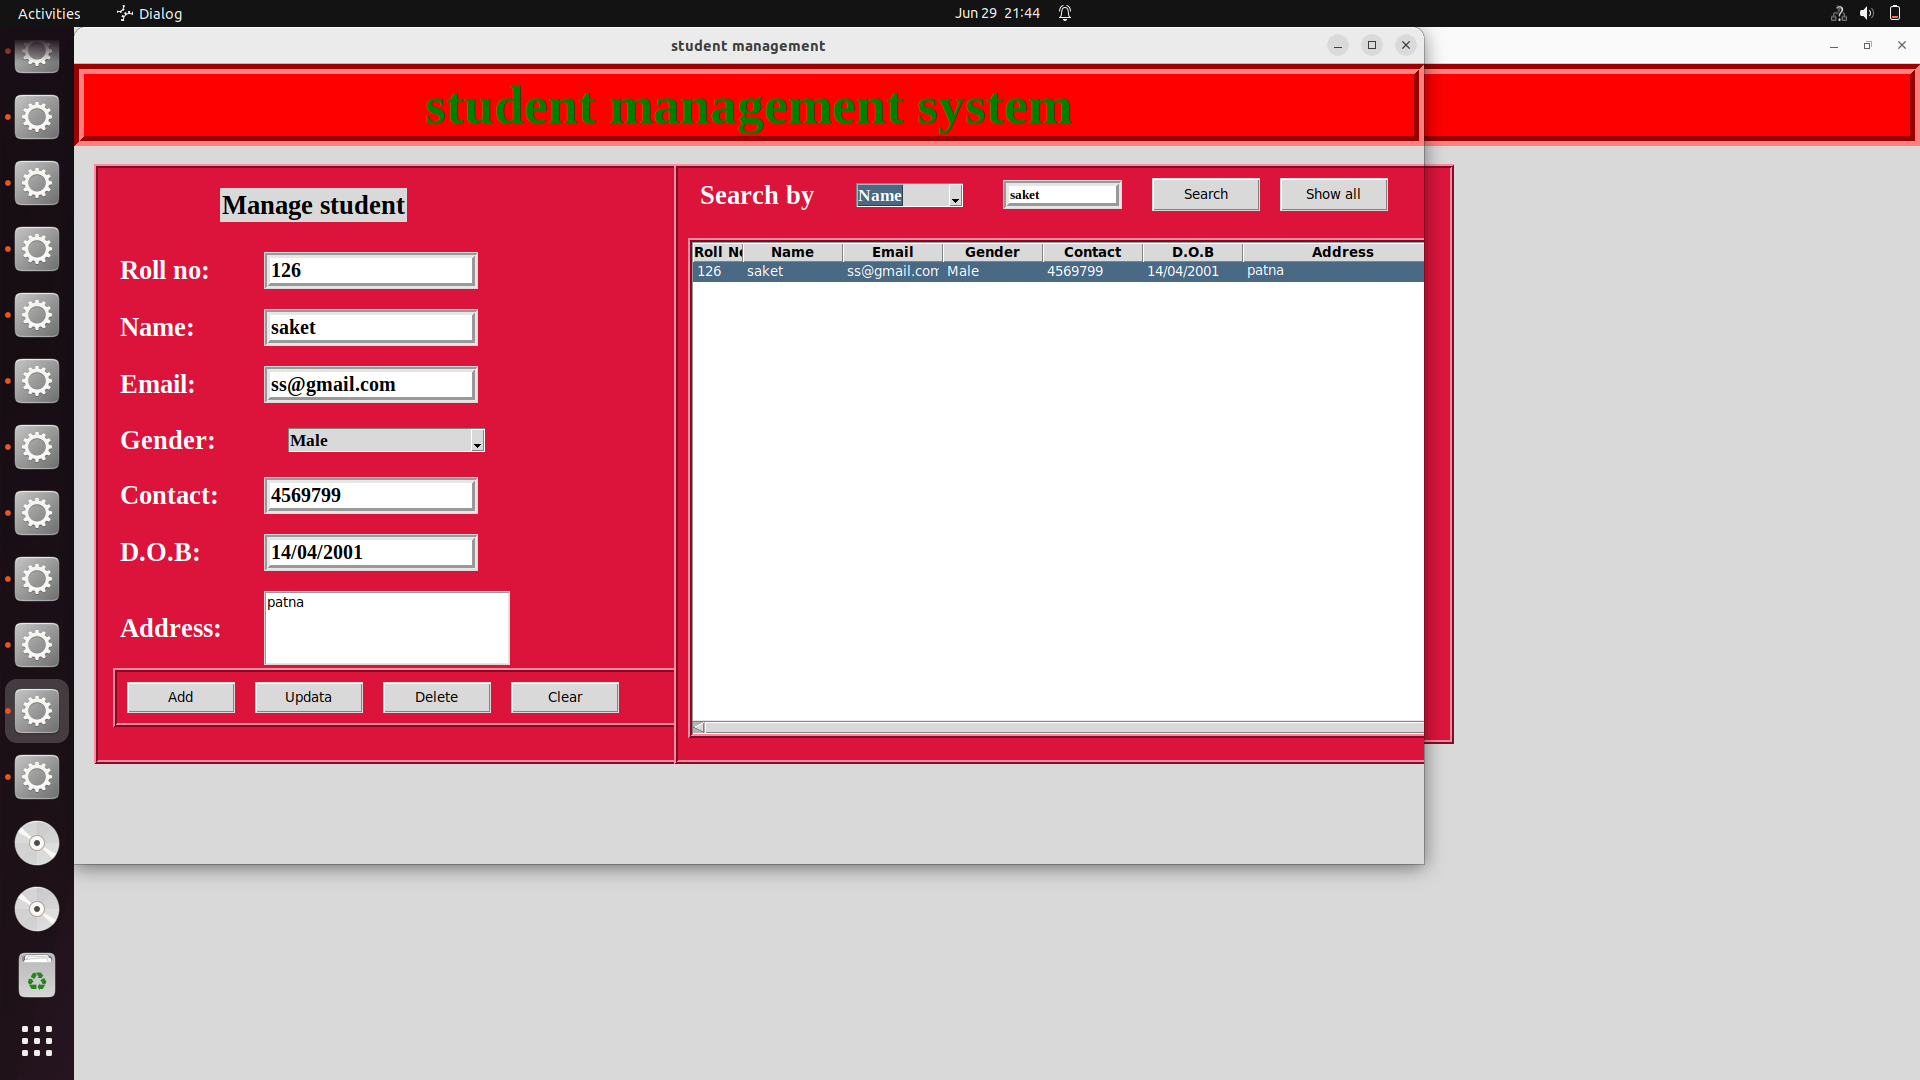 Activities Dialog Jun 29 21:44
student management
student management system
Manage student
Roll no: 126
Name: saket
Email: ss@gmail.com
Gender: Male
Contact: 4569799
D.O.B: 14/04/2001
Address: patna
Add Updata Delete Clear
Search by Name saket Search Show all
Roll No Name Email Gender Contact D.O.B Address
126 saket ss@gmail.com Male 4569799 14/04/2001 patna